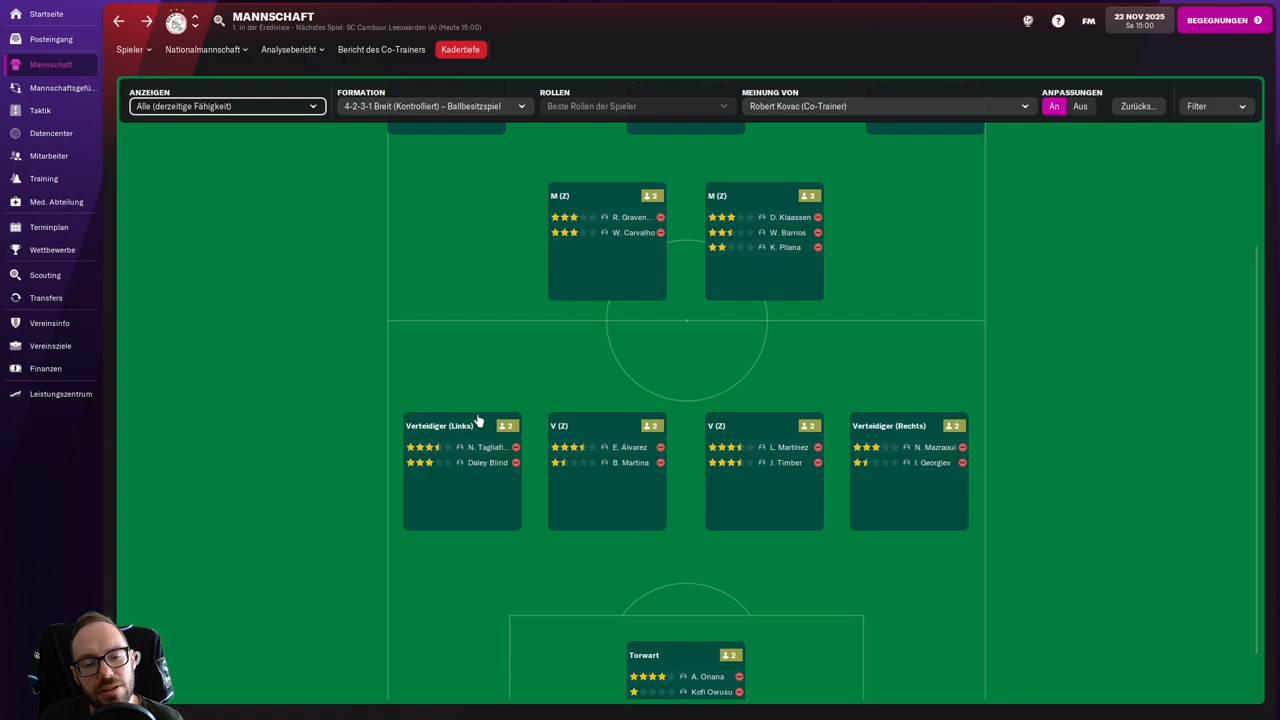 Startseite
Posteingang
Mannschaft
Mannschaftsgefü...
Taktik
Datencenter
Mitarbeiter
Training
Med. Abteilung
Terminplan
Wettbewerbe
Scouting
Transfers
Vereinsinfo
Vereinsziele
Finanzen
Leistungszentrum
MANNSCHAFT
1. in der Eredivisie - Nächstes Spiel: SC Cambuur Leeuwarden (A) (Heute 15:00)
FM
22 NOV 2025
Sa 15:00
BEGEGNUNGEN
Spieler Nationalmannschaft Analysebericht Bericht des Co-Trainers Kadertiefe
ANZEIGEN FORMATION ROLLEN MEINUNG VON ANPASSUNGEN
Alle (derzeitige Fähigkeit) 4-2-3-1 Breit (Kontrolliert) – Ballbesitzspiel Beste Rollen der Spieler Robert Kovac (Co-Trainer) An Aus Zurücks... Filter
M (Z) 2
R. Graven...
W. Carvalho
M (Z) 3
D. Klaassen
W. Barrios
K. Pliana
Verteidiger (Links) 2
N. Tagliafi...
Daley Blind
V (Z) 2
E. Álvarez
B. Martina
V (Z) 2
L. Martínez
J. Timber
Verteidiger (Rechts) 2
N. Mazraoui
I. Georgiev
Torwart 2
A. Onana
Kofi Owusu